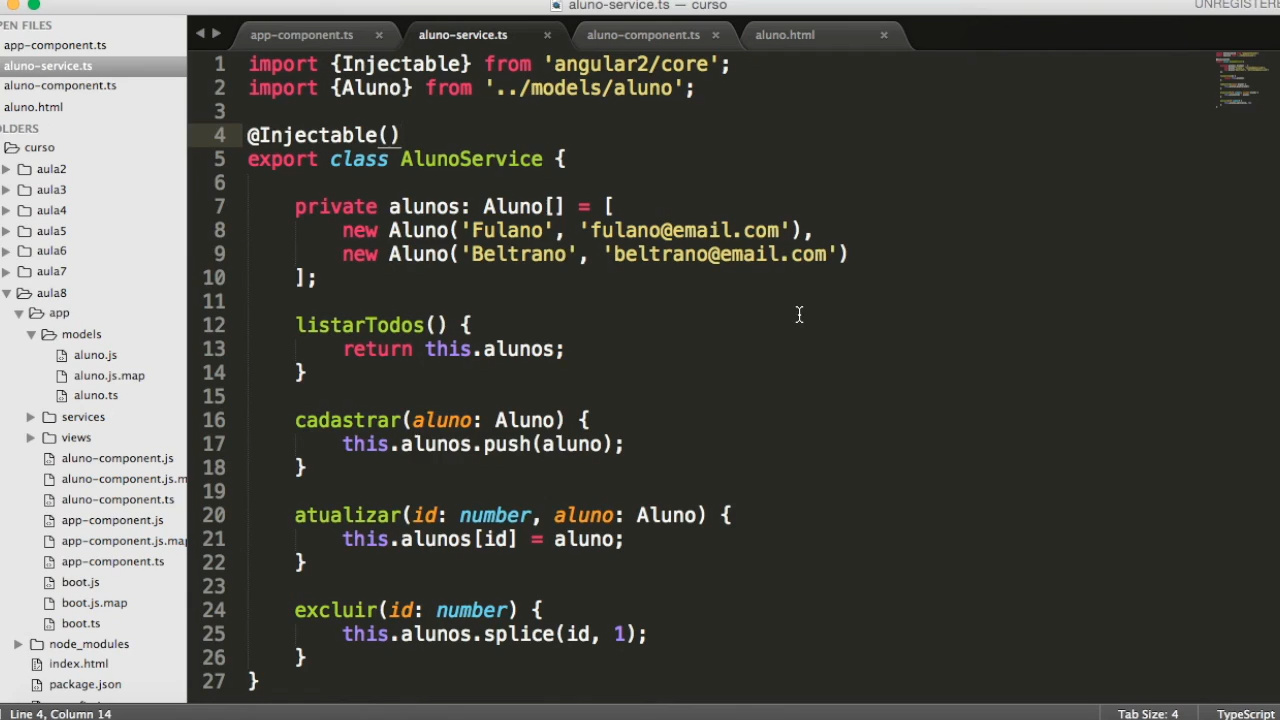 aluno-service.ts — curso
UNREGISTERE
PEN FILES
app-component.ts
aluno-service.ts
aluno-component.ts
aluno.html
OLDERS
curso
aula2
aula3
aula4
aula5
aula6
aula7
aula8
app
models
aluno.js
aluno.js.map
aluno.ts
services
views
aluno-component.js
aluno-component.js.m
aluno-component.ts
app-component.js
app-component.js.map
app-component.ts
boot.js
boot.js.map
boot.ts
node_modules
index.html
package.json
app-component.ts × aluno-service.ts × aluno-component.ts × aluno.html ×
1 import {Injectable} from 'angular2/core';
2 import {Aluno} from '../models/aluno';
3
4 @Injectable()
5 export class AlunoService {
6
7 private alunos: Aluno[] = [
8 new Aluno('Fulano', 'fulano@email.com'),
9 new Aluno('Beltrano', 'beltrano@email.com')
10 ];
11
12 listarTodos() {
13 return this.alunos;
14 }
15
16 cadastrar(aluno: Aluno) {
17 this.alunos.push(aluno);
18 }
19
20 atualizar(id: number, aluno: Aluno) {
21 this.alunos[id] = aluno;
22 }
23
24 excluir(id: number) {
25 this.alunos.splice(id, 1);
26 }
27 }
Line 4, Column 14
Tab Size: 4
TypeScript